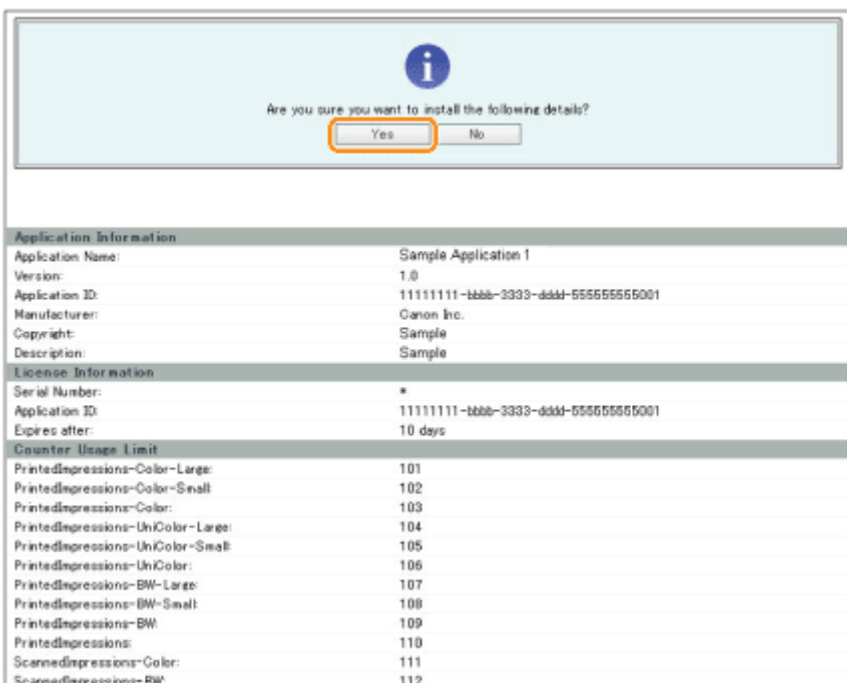 Are you sure you want to install the following details?
Yes No
Application Information
Application Name: Sample Application 1
Version: 1.0
Application ID: 11111111-bbbb-3333-dddd-555555555001
Manufacturer: Canon Inc.
Copyright: Sample
Description: Sample
License Information
Serial Number: *
Application ID: 11111111-bbbb-3333-dddd-555555555001
Expires after: 10 days
Counter Usage Limit
PrintedImpressions-Color-Large: 101
PrintedImpressions-Color-Small: 102
PrintedImpressions-Color: 103
PrintedImpressions-UniColor-Large: 104
PrintedImpressions-UniColor-Small: 105
PrintedImpressions-UniColor: 106
PrintedImpressions-BW-Large: 107
PrintedImpressions-BW-Small: 108
PrintedImpressions-BW: 109
PrintedImpressions: 110
ScannedImpressions-Color: 111
ScannedImpressions-BW: 112